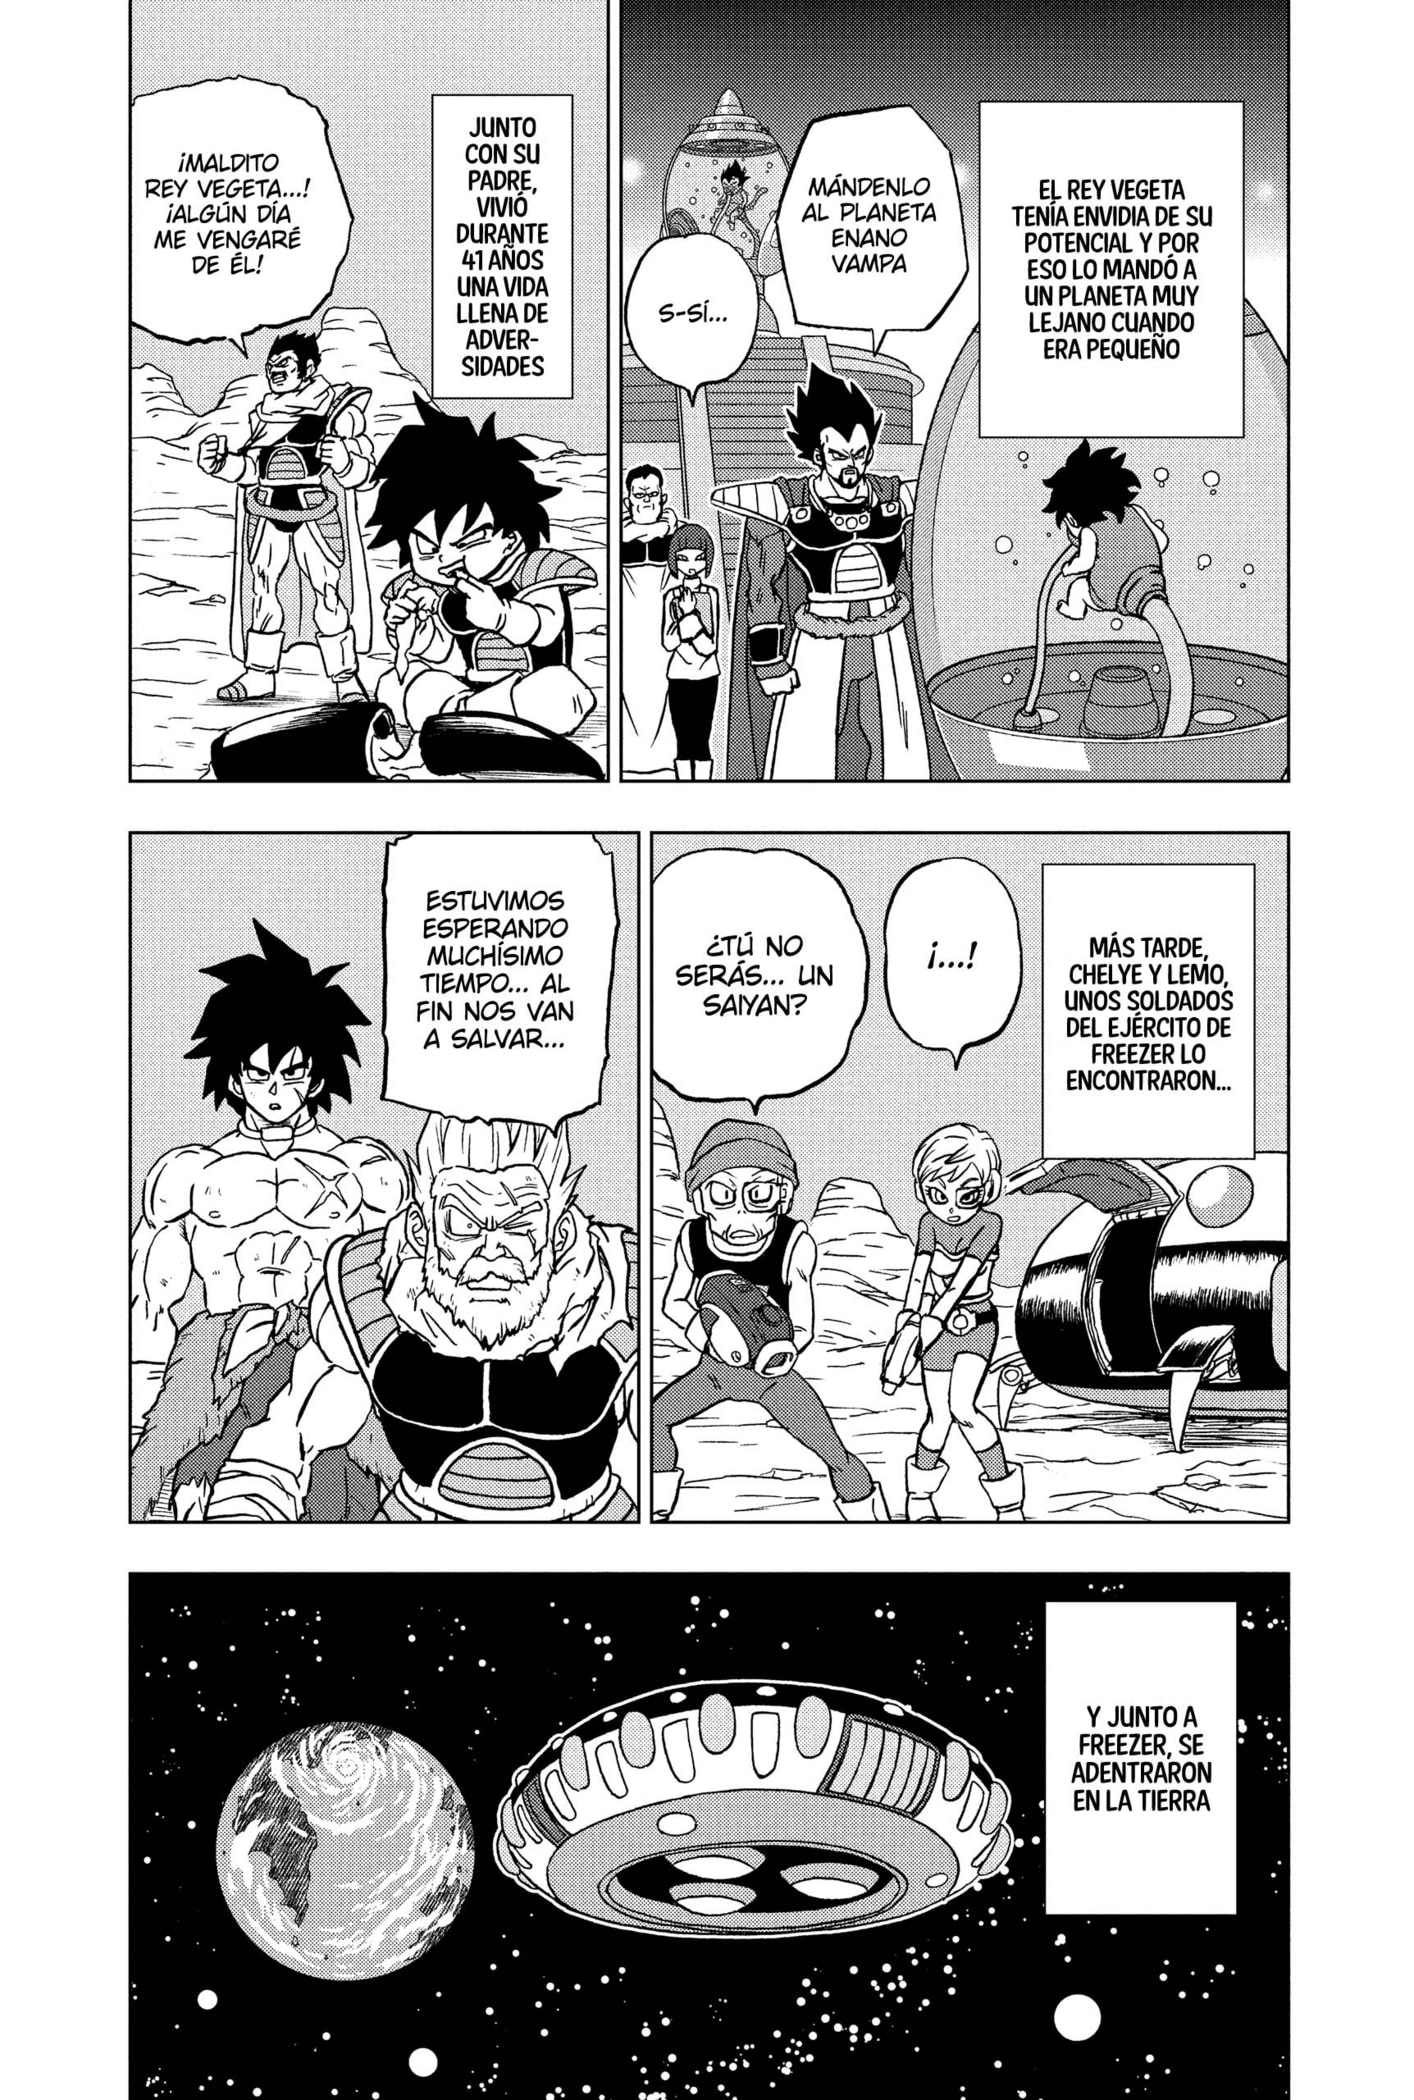 EL REY VEGETA
TENÍA ENVIDIA DE SU
POTENCIAL Y POR
ESO LO MANDÓ A
UN PLANETA MUY
LEJANO CUANDO
ERA PEQUEÑO
MÁNDENLO
AL PLANETA
ENANO
VAMPA
S-SÍ...
JUNTO
CON SU
PADRE,
VIVIÓ
DURANTE
41 AÑOS
UNA VIDA
LLENA DE
ADVER-
SIDADES
¡MALDITO
REY VEGETA...!
¡ALGÚN DÍA
ME VENGARÉ
DE ÉL!
MÁS TARDE,
CHELYE Y LEMO,
UNOS SOLDADOS
DEL EJÉRCITO DE
FREEZER LO
ENCONTRARON...
¡...!
¿TÚ NO
SERÁS... UN
SAIYAN?
ESTUVIMOS
ESPERANDO
MUCHÍSIMO
TIEMPO... AL
FIN NOS VAN
A SALVAR...
Y JUNTO A
FREEZER, SE
ADENTRARON
EN LA TIERRA